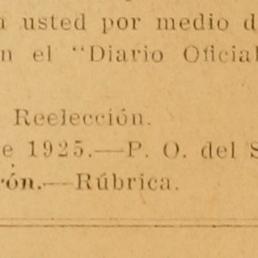 a usted por medio d
n el "Diario Oficial
Reelección.
e 1925.—P. O. del S
rón.—Rúbrica.